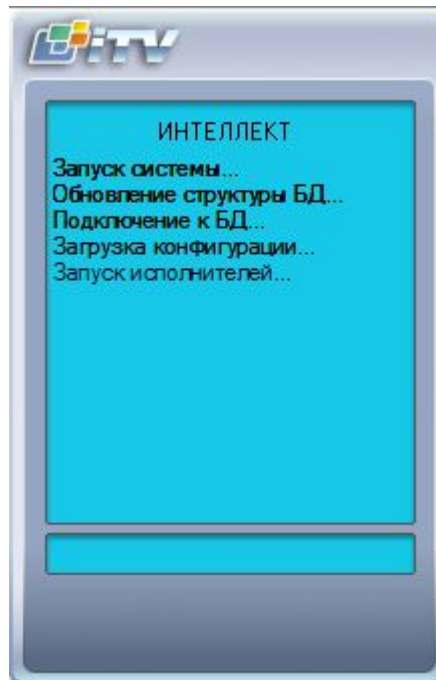 iTV
ИНТЕЛЛЕКТ
Запуск системы...
Обновление структуры БД...
Подключение к БД...
Загрузка конфигурации...
Запуск исполнителей...